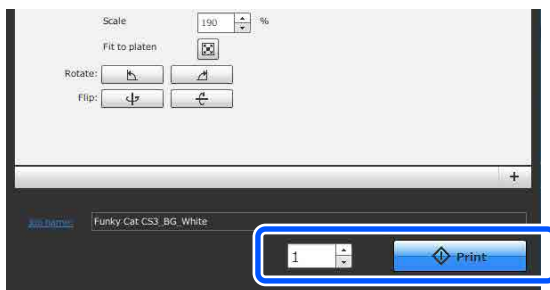 Scale 190 %
Fit to platen
Rotate:
Flip:
+
Job name: Funky Cat CS3_BG_White
1 Print